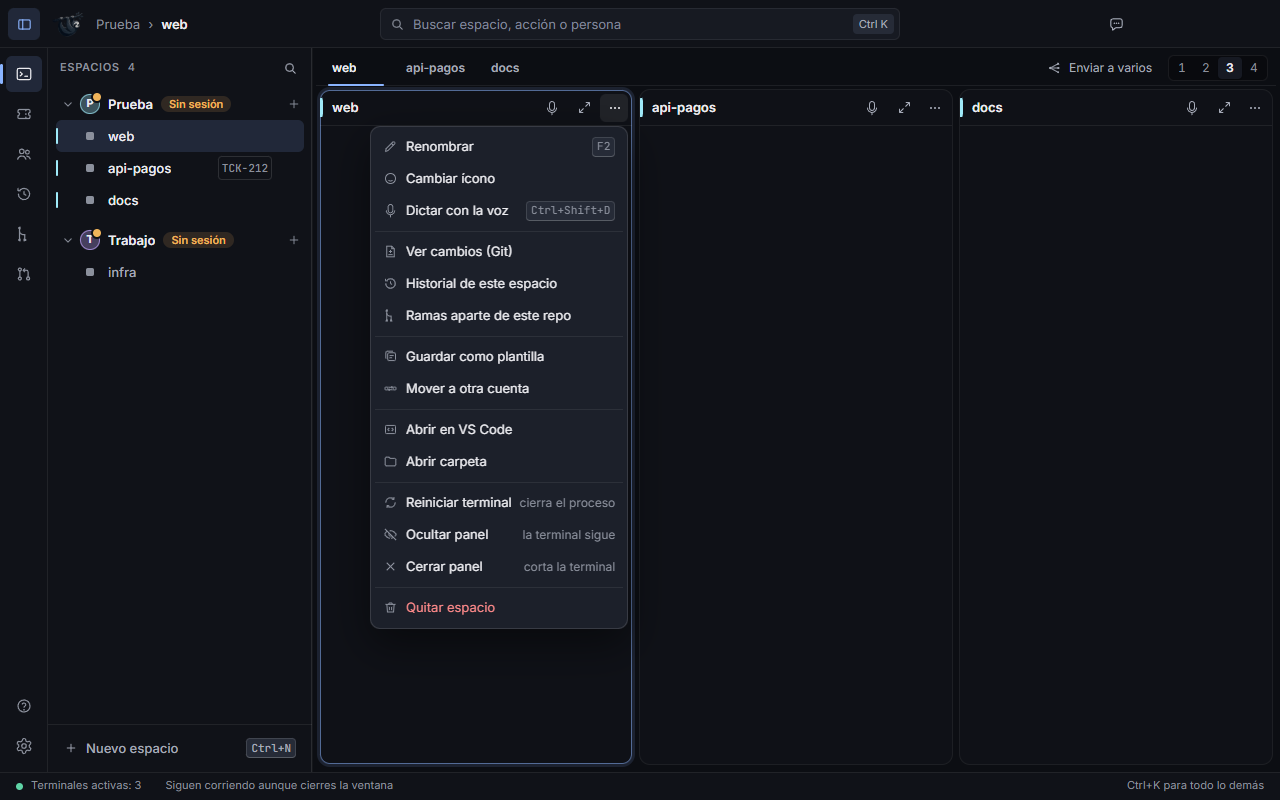 Prueba › web
Buscar espacio, acción o persona
Ctrl K
ESPACIOS 4
P Prueba Sin sesión
web
api-pagos TCK-212
docs
T Trabajo Sin sesión
infra
Nuevo espacio Ctrl+N
web api-pagos docs
Enviar a varios 1 2 3 4
web
api-pagos
docs
Renombrar F2
Cambiar ícono
Dictar con la voz Ctrl+Shift+D
Ver cambios (Git)
Historial de este espacio
Ramas aparte de este repo
Guardar como plantilla
Mover a otra cuenta
Abrir en VS Code
Abrir carpeta
Reiniciar terminal cierra el proceso
Ocultar panel la terminal sigue
Cerrar panel corta la terminal
Quitar espacio
Terminales activas: 3 Siguen corriendo aunque cierres la ventana
Ctrl+K para todo lo demás